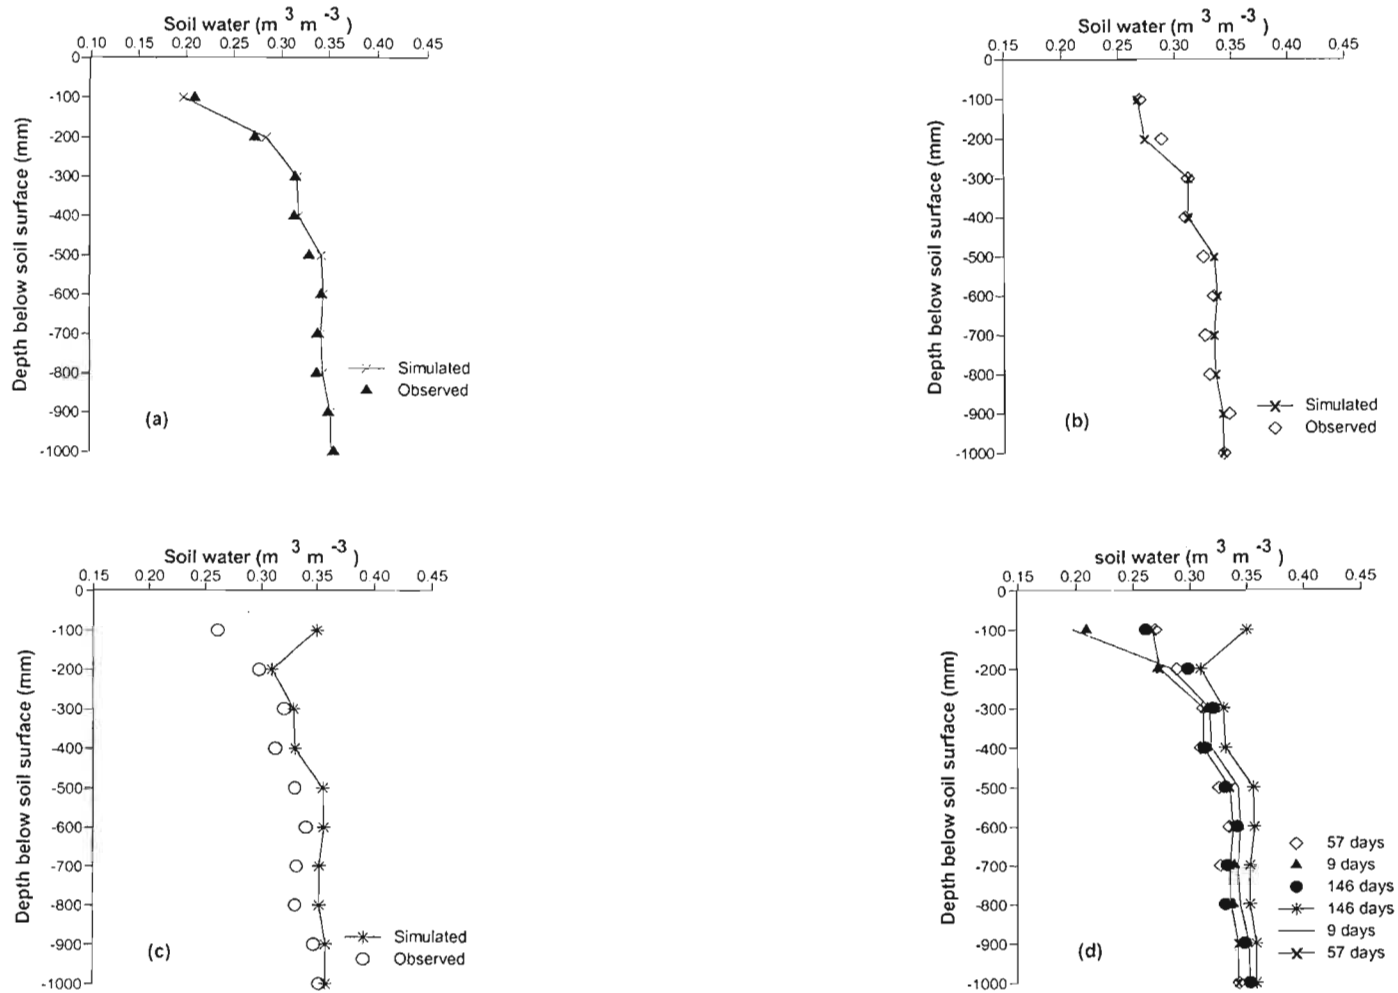 Soil water (m 3 m -3 )
0.10 0.15 0.20 0.25 0.30 0.35 0.40 0.45
0
-100
-200
-300
-400
-500
-600
-700
-800
-900
-1000
Depth below soil surface (mm)
Simulated
Observed
(a)
Soil water (m 3 m -3 )
0.15 0.20 0.25 0.30 0.35 0.40 0.45
0
-100
-200
-300
-400
-500
-600
-700
-800
-900
-1000
Depth below soil surface (mm)
Simulated
Observed
(b)
Soil water (m 3 m -3 )
0.15 0.20 0.25 0.30 0.35 0.40 0.45
0
-100
-200
-300
-400
-500
-600
-700
-800
-900
-1000
Depth below soil surface (mm)
Simulated
Observed
(c)
soil water (m 3 m -3 )
0.15 0.20 0.25 0.30 0.35 0.40 0.45
0
-100
-200
-300
-400
-500
-600
-700
-800
-900
-1000
Depth below soil surface (mm)
57 days
9 days
146 days
146 days
9 days
57 days
(d)